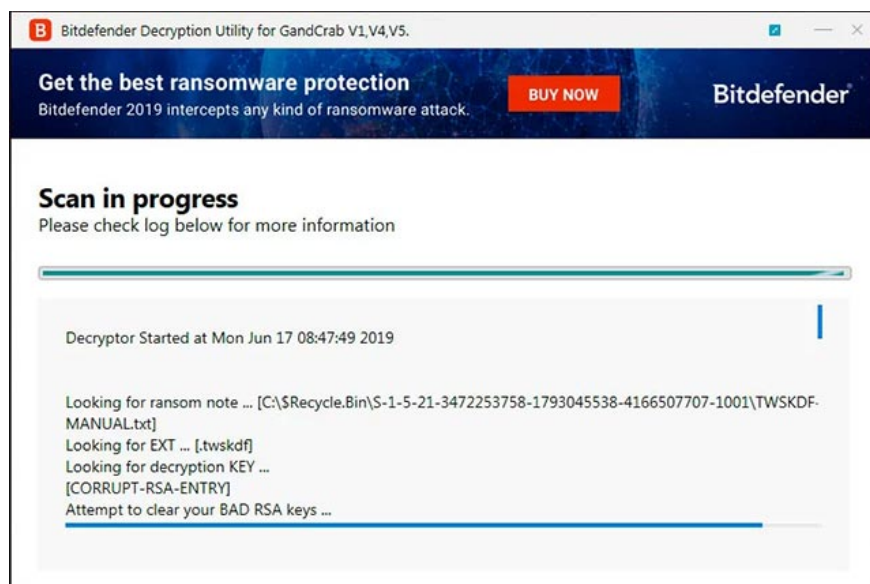 B Bitdefender Decryption Utility for GandCrab V1,V4,V5.
Get the best ransomware protection
Bitdefender 2019 intercepts any kind of ransomware attack.
BUY NOW
Bitdefender
Scan in progress
Please check log below for more information
Decryptor Started at Mon Jun 17 08:47:49 2019
Looking for ransom note ... [C:\$Recycle.Bin\S-1-5-21-3472253758-1793045538-4166507707-1001\TWSKDF-
MANUAL.txt]
Looking for EXT ... [.twskdf]
Looking for decryption KEY ...
[CORRUPT-RSA-ENTRY]
Attempt to clear your BAD RSA keys ...